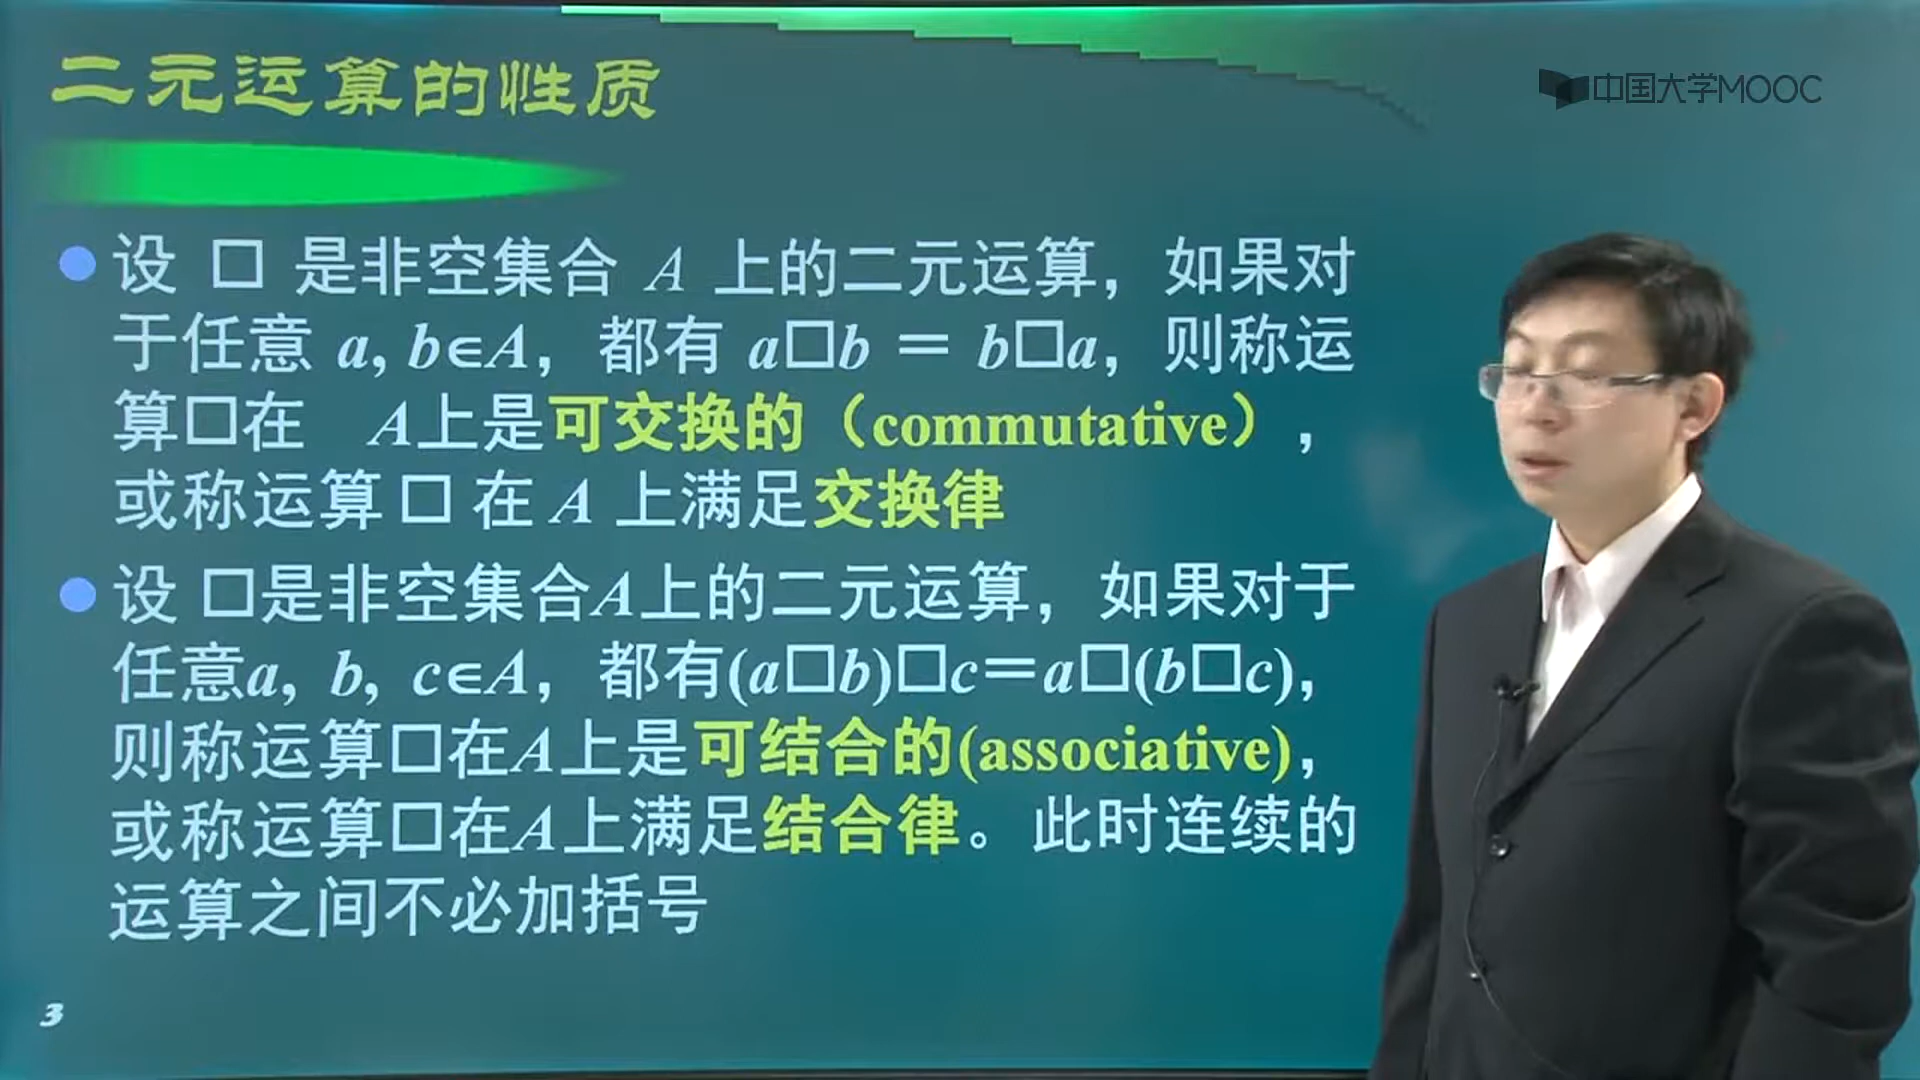 二元运算的性质
中国大学MOOC
设 □ 是非空集合 A 上的二元运算，如果对
于任意 a, b∈A，都有 a□b ＝ b□a，则称运
算□在 A上是可交换的（commutative），
或称运算 □ 在 A 上满足交换律
设 □是非空集合A上的二元运算，如果对于
任意a, b, c∈A，都有(a□b)□c＝a□(b□c)，
则称运算□在A上是可结合的(associative)，
或称运算□在A上满足结合律。此时连续的
运算之间不必加括号
3